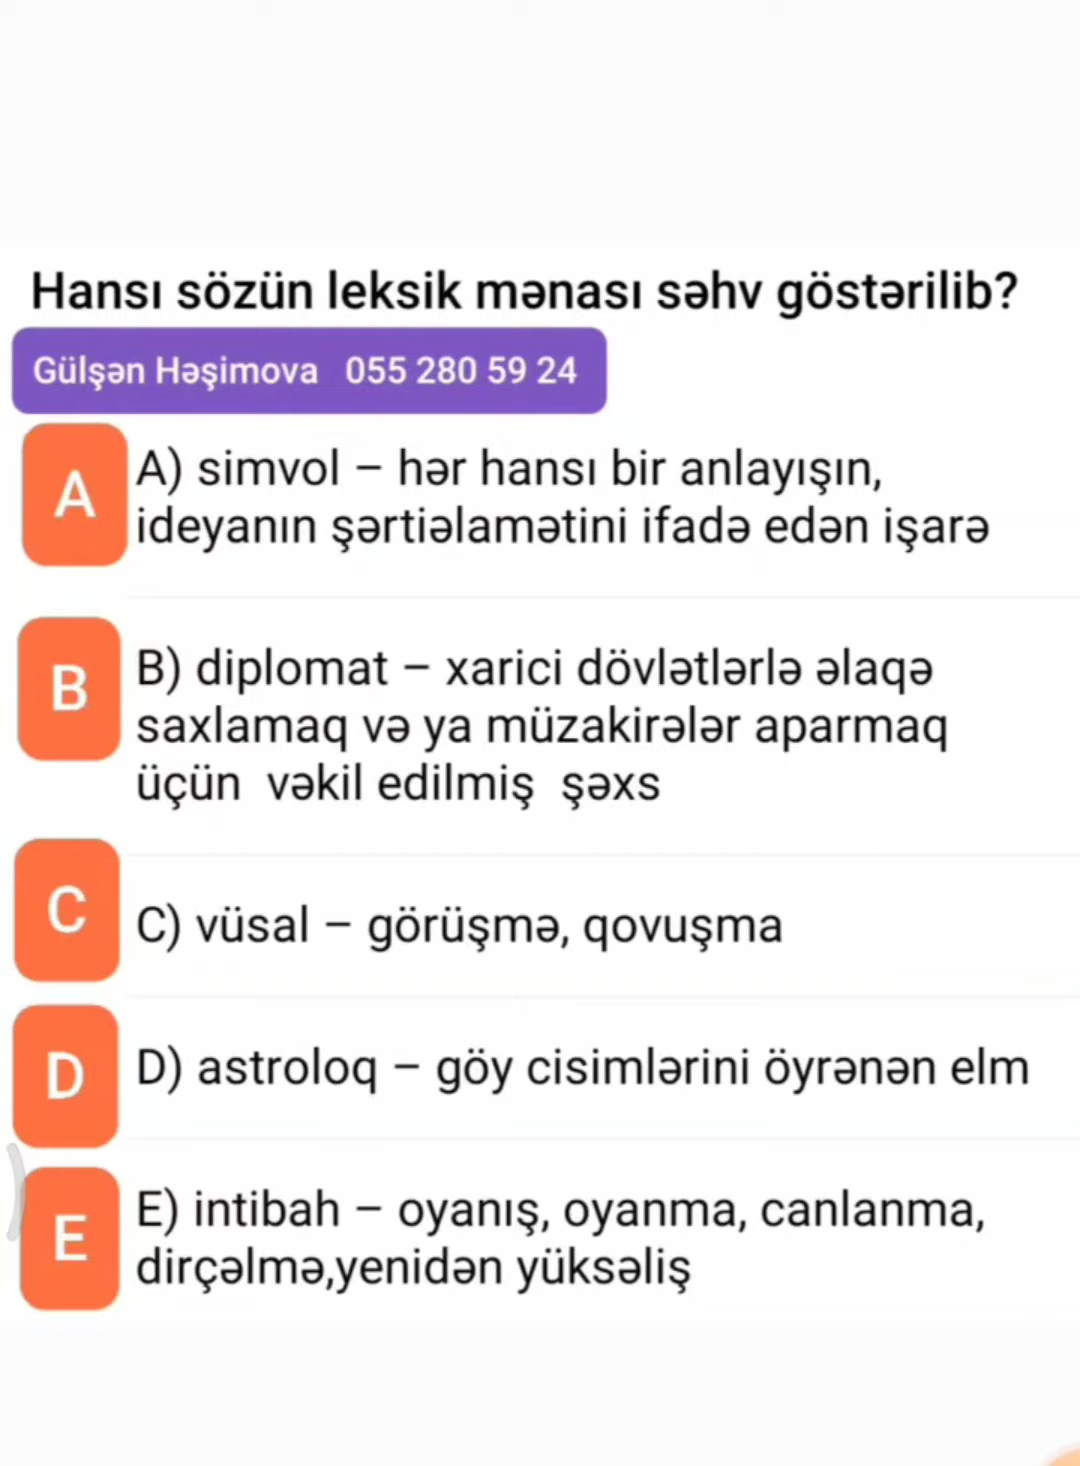 Hansı sözün leksik mənası səhv göstərilib?
Gülşən Həşimova 055 280 59 24
A
A) simvol – hər hansı bir anlayışın,
ideyanın şərtiəlamətini ifadə edən işarə
B
B) diplomat – xarici dövlətlərlə əlaqə
saxlamaq və ya müzakirələr aparmaq
üçün vəkil edilmiş şəxs
C
C) vüsal – görüşmə, qovuşma
D
D) astroloq – göy cisimlərini öyrənən elm
E
E) intibah – oyanış, oyanma, canlanma,
dirçəlmə,yenidən yüksəliş